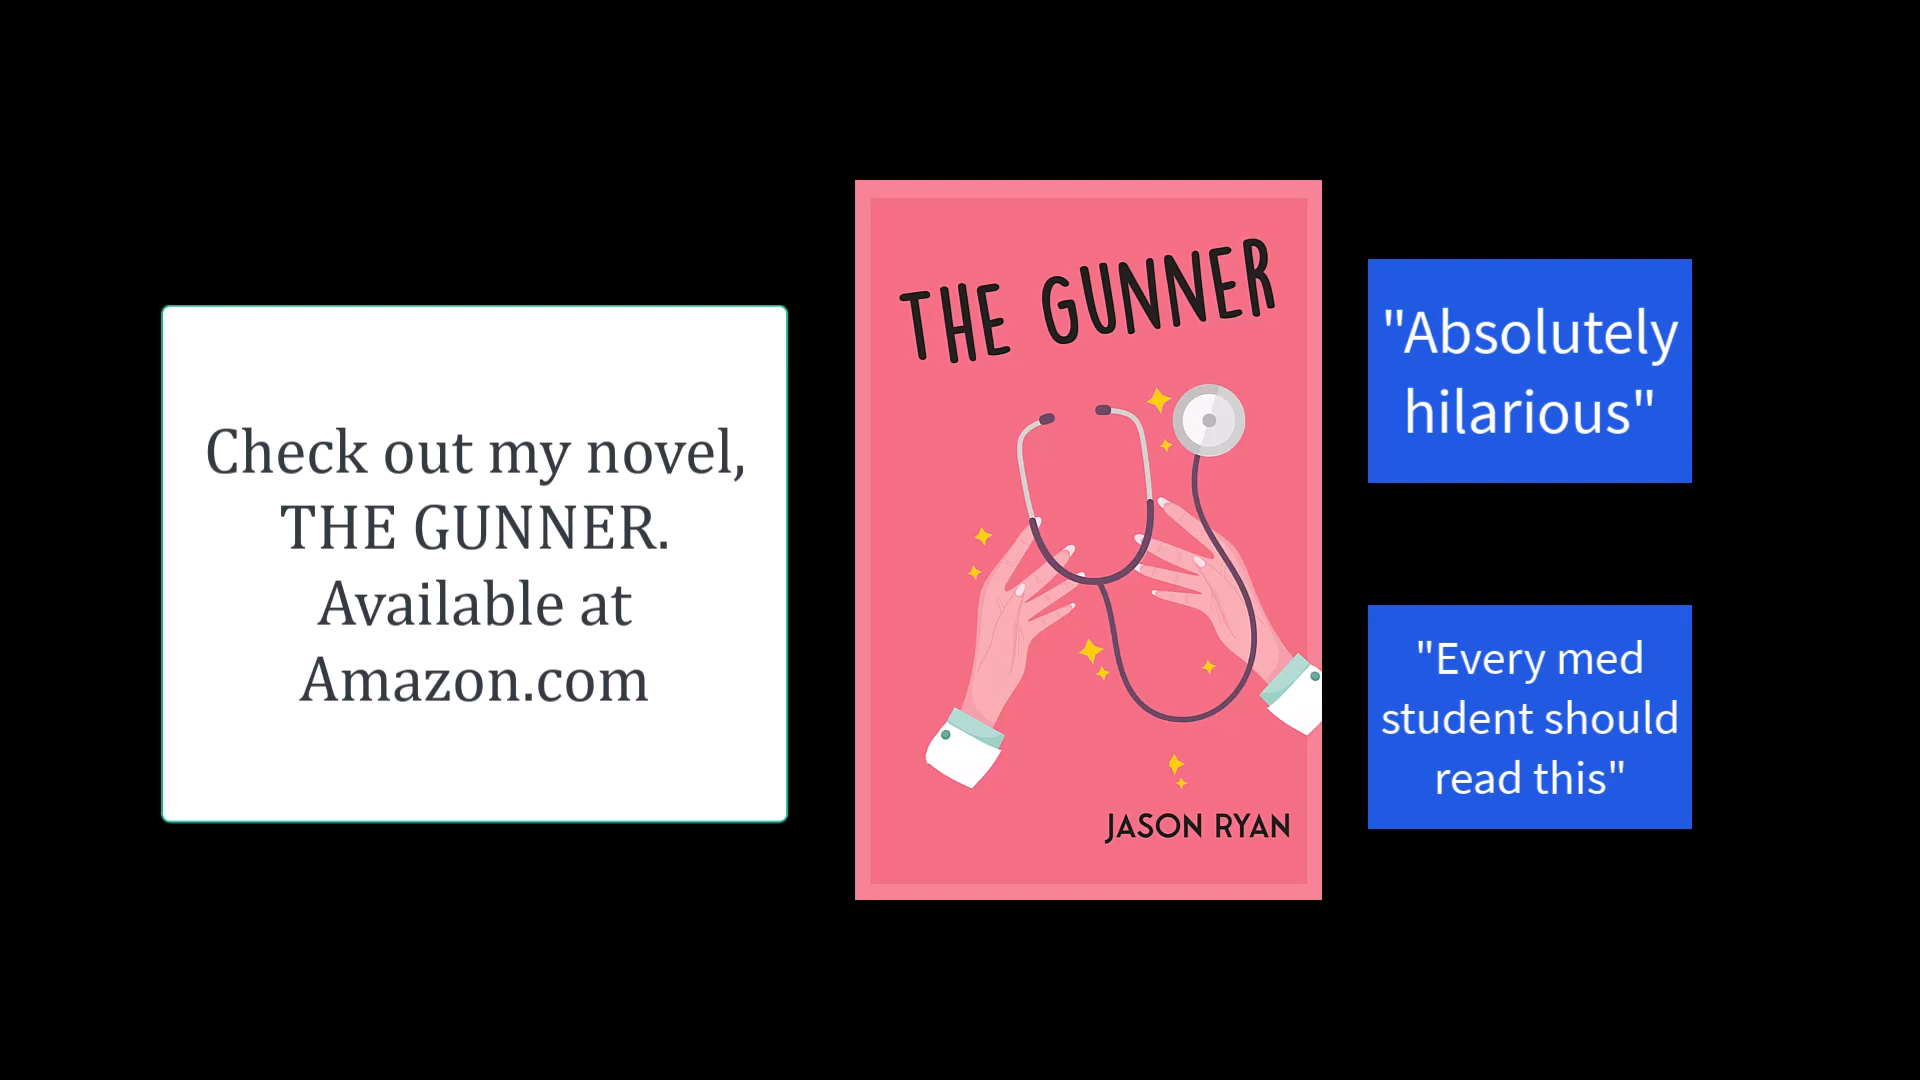 Check out my novel,
THE GUNNER.
Available at
Amazon.com
THE GUNNER
JASON RYAN
"Absolutely
hilarious"
"Every med
student should
read this"